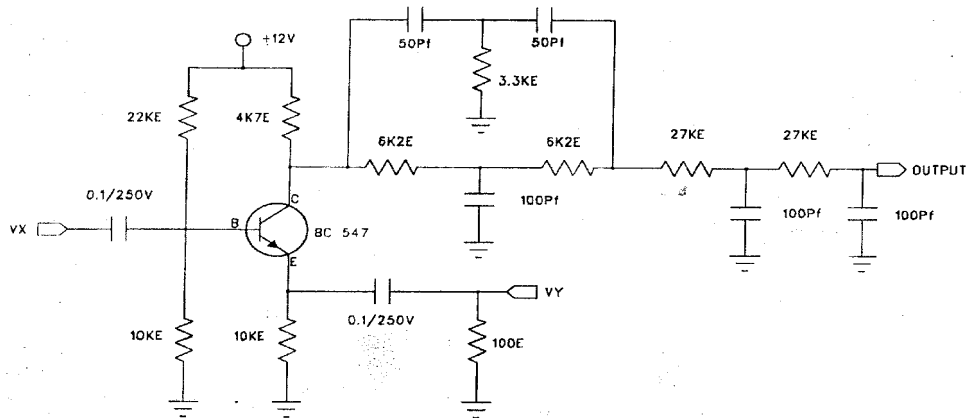 50Pf
50Pf
+12V
3.3KE
22KE
4K7E
6K2E
6K2E
27KE
27KE
OUTPUT
0.1/250V
C
100Pf
100Pf
100Pf
VX
B
BC 547
E
VY
0.1/250V
10KE
10KE
100E